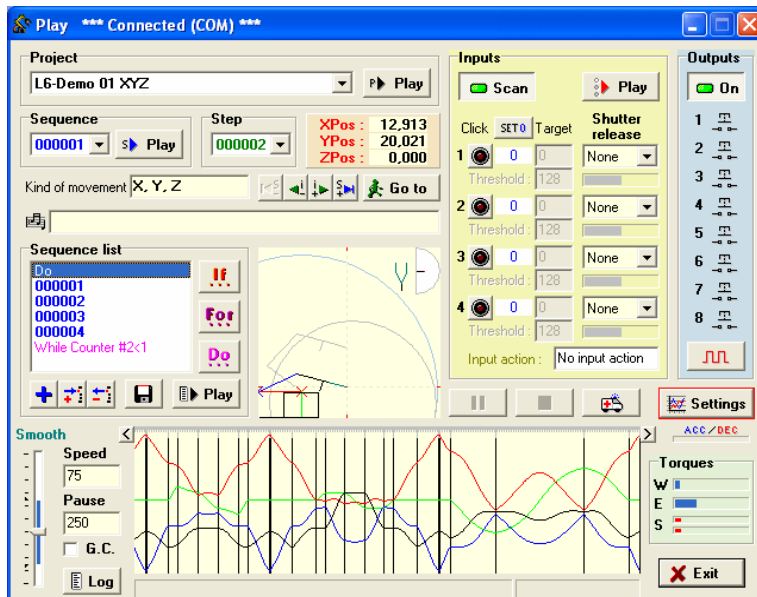 Play *** Connected (COM) ***
Project
L6-Demo 01 XYZ
P Play
Sequence
000001
S Play
Step
000002
XPos : 12,913
YPos : 20,021
ZPos : 0,000
Kind of movement X, Y, Z
Go to
Sequence list
Do
000001
000002
000003
000004
While Counter #2<1
If
...
For
...
Do
...
Play
Inputs
Scan
Play
Click SET 0 Target Shutter release
1 0 0 None
Threshold : 128
2 0 0 None
Threshold : 128
3 0 0 None
Threshold : 128
4 0 0 None
Threshold : 128
Input action : No input action
Outputs
On
1
2
3
4
5
6
7
8
Settings
ACC/DEC
Smooth
Speed
75
Pause
250
G.C.
Log
Torques
W
E
S
Exit